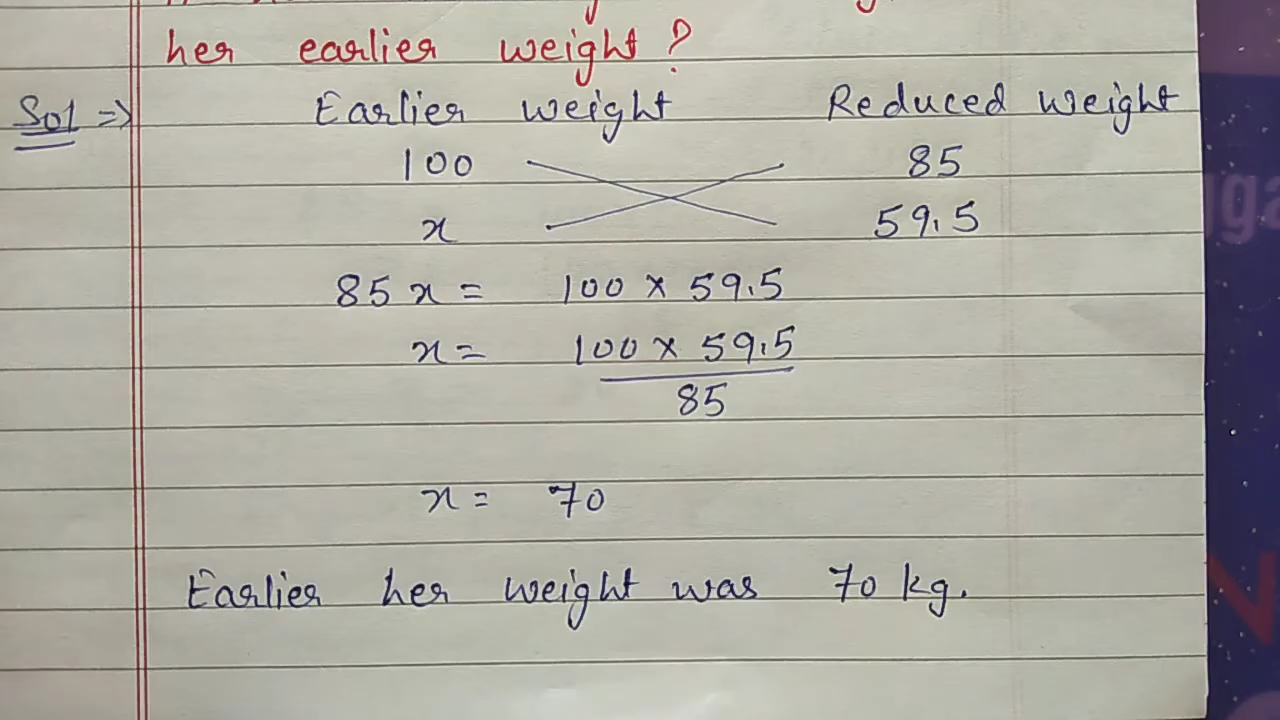 her earlier weight?
Sol ⇒ Earlier weight Reduced weight
100 85
x 59.5
85x = 100 × 59.5
x = 100 × 59.5
85
x = 70
Earlier her weight was 70 kg.